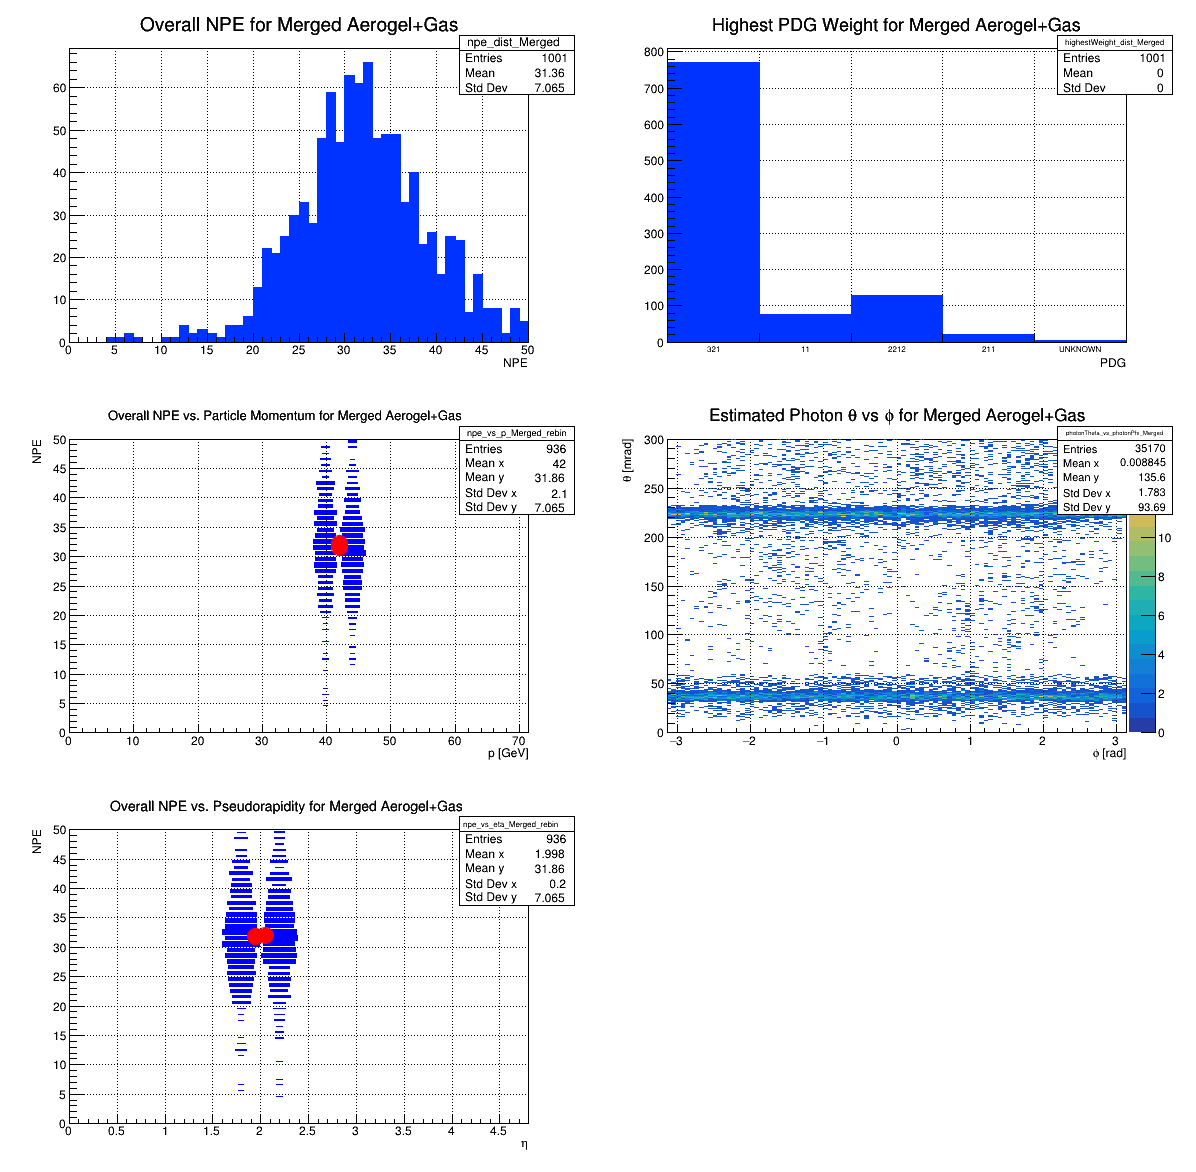 Overall NPE for Merged Aerogel+Gas
npe_dist_Merged
Entries 1001
Mean 31.36
Std Dev 7.065
60
50
40
30
20
10
0
0 5 10 15 20 25 30 35 40 45 50
NPE
Highest PDG Weight for Merged Aerogel+Gas
highestWeight_dist_Merged
Entries 1001
Mean 0
Std Dev 0
800
700
600
500
400
300
200
100
0
321 11 2212 211 UNKNOWN
PDG
Overall NPE vs. Particle Momentum for Merged Aerogel+Gas
npe_vs_p_Merged_rebin
Entries 936
Mean x 42
Mean y 31.86
Std Dev x 2.1
Std Dev y 7.065
NPE
50
45
40
35
30
25
20
15
10
5
0
0 10 20 30 40 50 60 70
p [GeV]
Estimated Photon θ vs ϕ for Merged Aerogel+Gas
photonTheta_vs_photonPhi_Merged
Entries 35170
Mean x 0.008845
Mean y 135.6
Std Dev x 1.783
Std Dev y 93.69
θ [mrad]
300
250
200
150
100
50
0
−3 −2 −1 0 1 2 3
ϕ [rad]
10
8
6
4
2
0
Overall NPE vs. Pseudorapidity for Merged Aerogel+Gas
npe_vs_eta_Merged_rebin
Entries 936
Mean x 1.998
Mean y 31.86
Std Dev x 0.2
Std Dev y 7.065
NPE
50
45
40
35
30
25
20
15
10
5
0
0 0.5 1 1.5 2 2.5 3 3.5 4 4.5
η